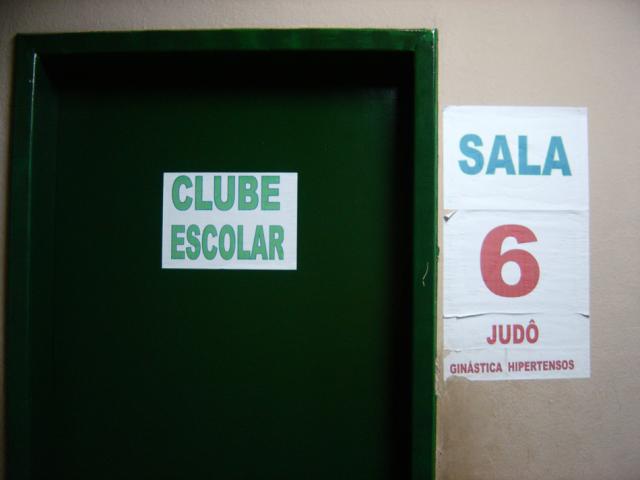 CLUBE
ESCOLAR
SALA
6
JUDÔ
GINÁSTICA HIPERTENSOS